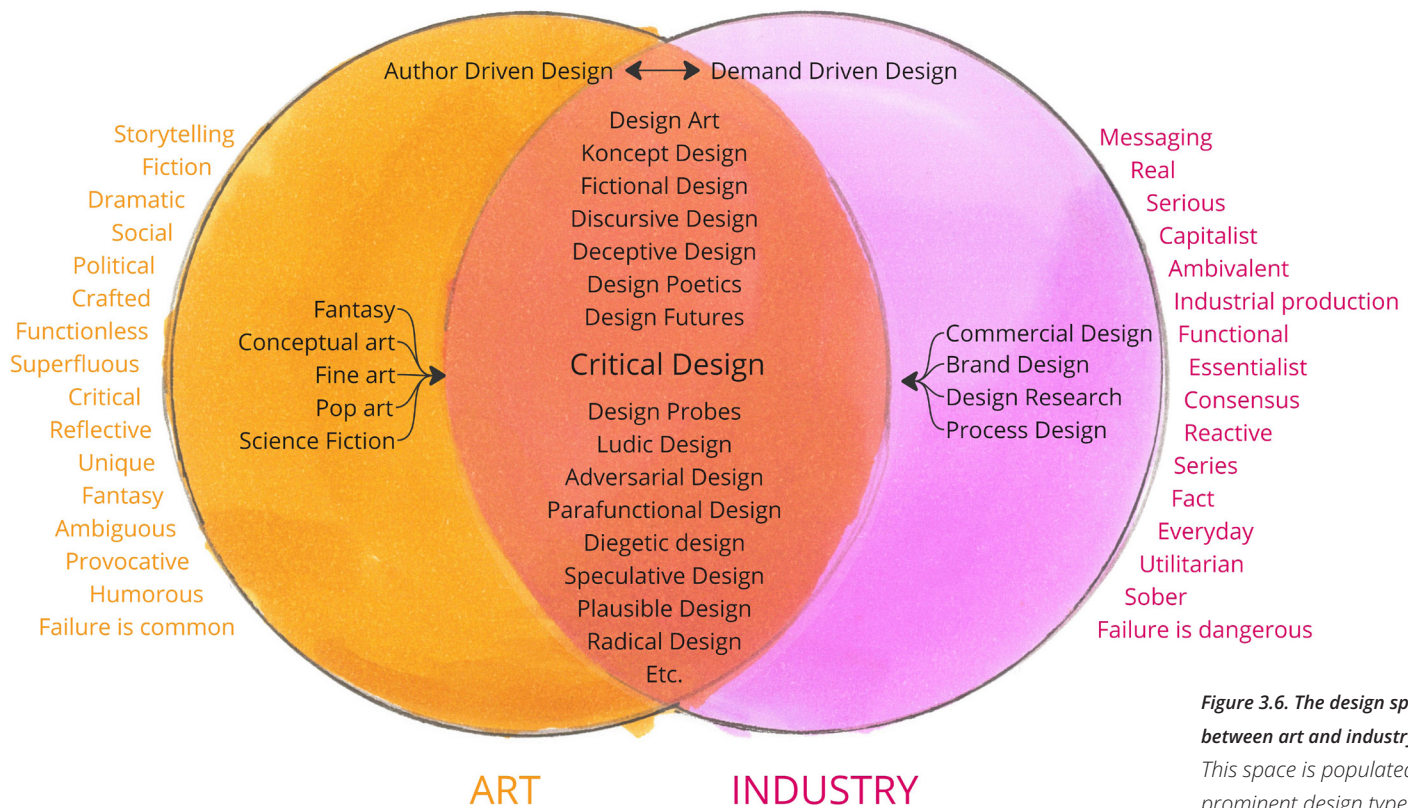 Author Driven Design
Demand Driven Design
Storytelling
Fiction
Dramatic
Social
Political
Crafted
Functionless
Superfluous
Critical
Reflective
Unique
Fantasy
Ambiguous
Provocative
Humorous
Failure is common
Fantasy
Conceptual art
Fine art
Pop art
Science Fiction
Design Art
Koncept Design
Fictional Design
Discursive Design
Deceptive Design
Design Poetics
Design Futures
Critical Design
Design Probes
Ludic Design
Adversarial Design
Parafunctional Design
Diegetic design
Speculative Design
Plausible Design
Radical Design
Etc.
Commercial Design
Brand Design
Design Research
Process Design
Messaging
Real
Serious
Capitalist
Ambivalent
Industrial production
Functional
Essentialist
Consensus
Reactive
Series
Fact
Everyday
Utilitarian
Sober
Failure is dangerous
ART
INDUSTRY
Figure 3.6. The design sp
between art and industry
This space is populated
prominent design type